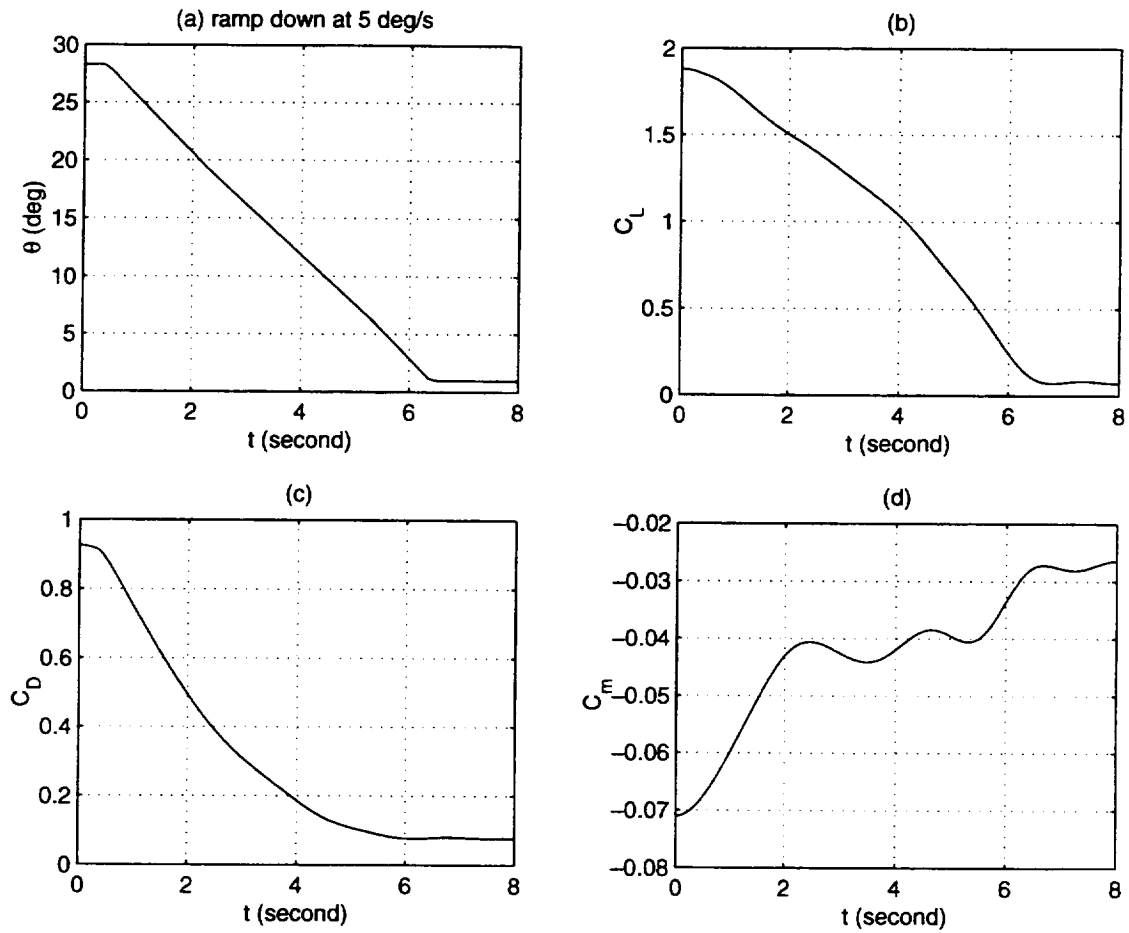 (a) ramp down at 5 deg/s
30
25
20
15
10
5
0
θ (deg)
0 2 4 6 8
t (second)
(b)
2
1.5
1
0.5
0
C_L
0 2 4 6 8
t (second)
(c)
1
0.8
0.6
0.4
0.2
0
C_D
0 2 4 6 8
t (second)
(d)
−0.02
−0.03
−0.04
−0.05
−0.06
−0.07
−0.08
C_m
0 2 4 6 8
t (second)